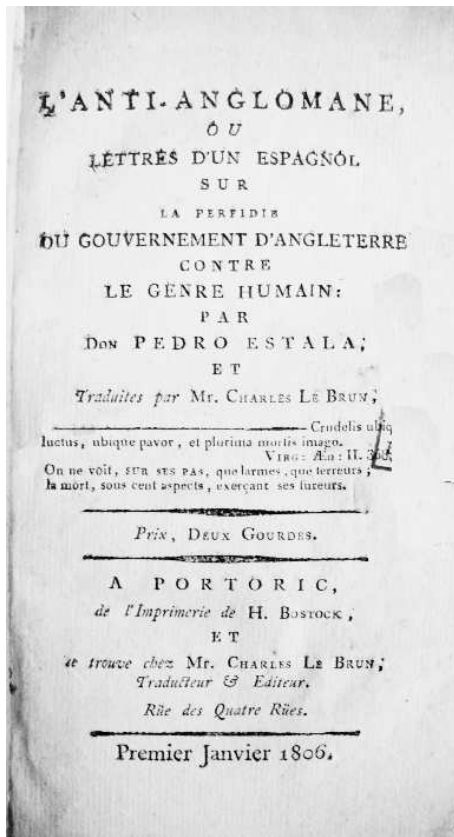 L'ANTI-ANGLOMANE,
OU
LETTRES D'UN ESPAGNOL
SUR
LA PERFIDIE
DU GOUVERNEMENT D'ANGLETERRE
CONTRE
LE GENRE HUMAIN:
PAR
DON PEDRO ESTALA;
ET
Traduites par Mr. CHARLES LE BRUN;
Crudelis ubiq
luctus, ubique pavor, et plurima mortis imago.
VIRG: Æn: II. 368,
On ne voit, SUR SES PAS, que larmes, que terreurs;
la mort, sous cent aspects, exerçant ses fureurs.
Prix, DEUX GOURDES.
A PORTORIC,
de l'Imprimerie de H. BOSTOCK,
ET
se trouve chez Mr. CHARLES LE BRUN;
Traducteur & Editeur.
Rüe des Quatre Rües.
Premier Janvier 1806.